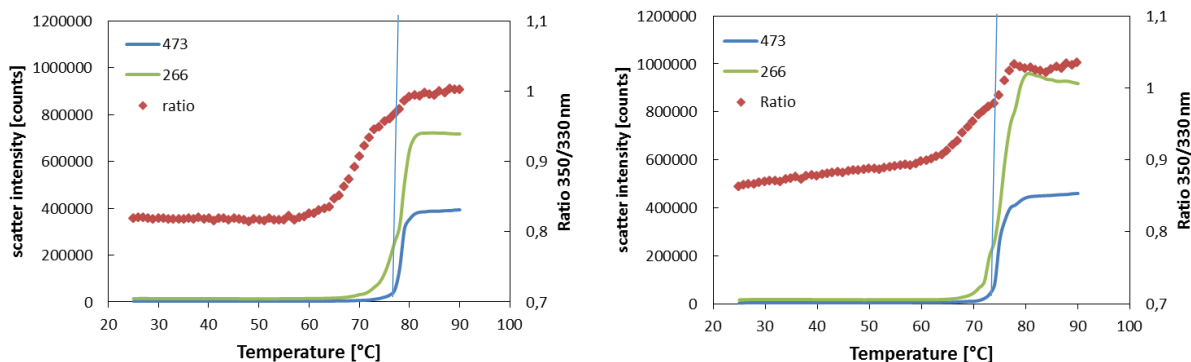 1200000
1000000
800000
600000
400000
200000
0
scatter intensity [counts]
473
266
ratio
1,1
1
0,9
0,8
0,7
Ratio 350/330 nm
20 30 40 50 60 70 80 90 100
Temperature [°C]
1200000
1000000
800000
600000
400000
200000
0
scatter intensity [counts]
473
266
Ratio
1,1
1
0,9
0,8
0,7
Ratio 350/330 nm
20 30 40 50 60 70 80 90 100
Temperature [°C]